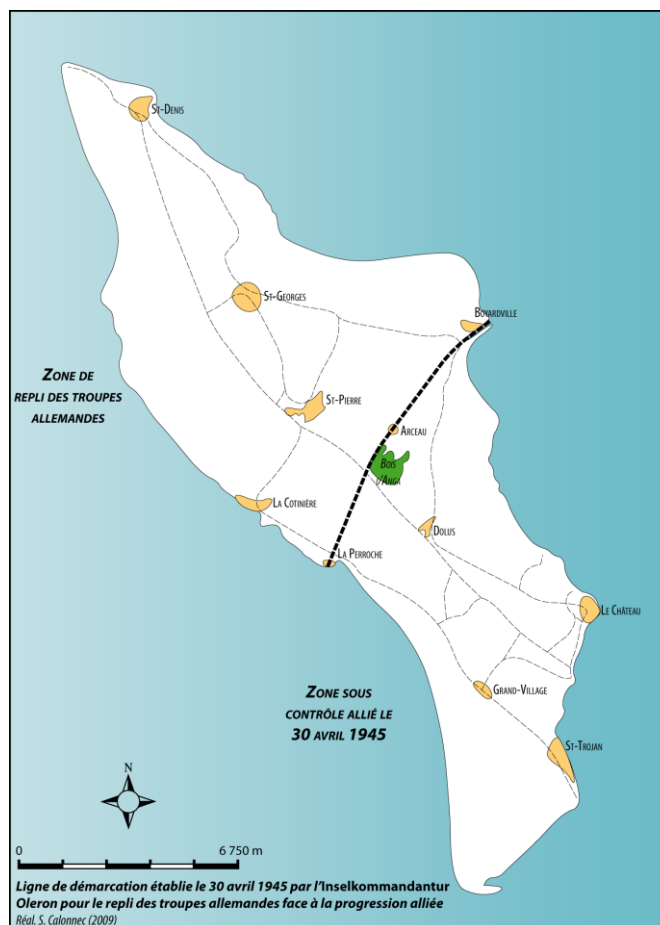 St-Denis
St-Georges
Boyardville
Zone de
repli des troupes
allemandes
St-Pierre
Arceau
Bois
d'Anga
La Cotinière
Dolus
La Perroche
Le Château
Grand-Village
Zone sous
contrôle allié le
30 avril 1945
St-Trojan
N
0 6 750 m
Ligne de démarcation établie le 30 avril 1945 par l'Inselkommandantur
Oleron pour le repli des troupes allemandes face à la progression alliée
Réal. S. Calonnec (2009)